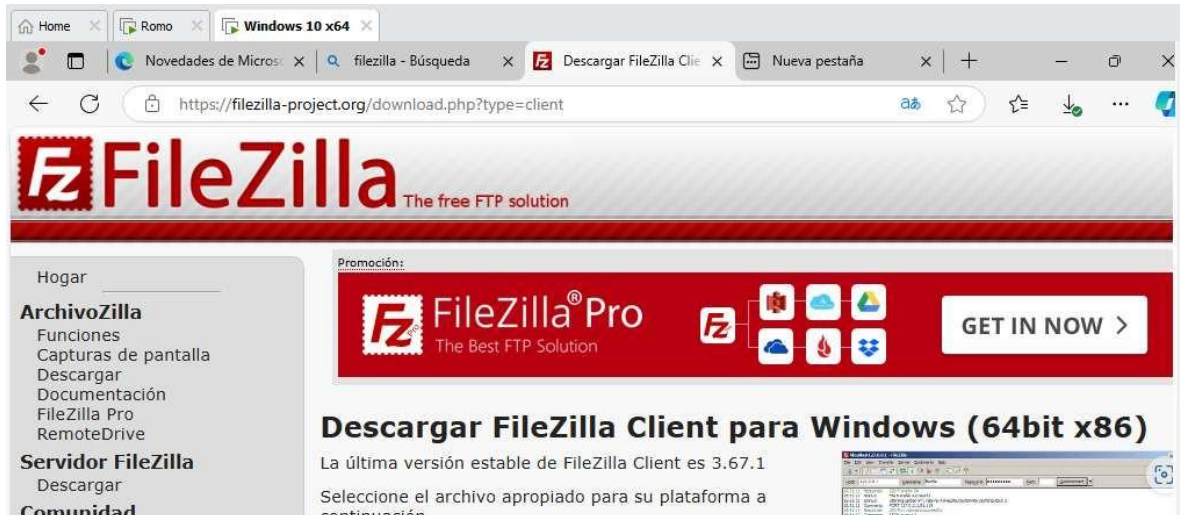 Home
Romo
Windows 10 x64
Novedades de Micros
filezilla - Búsqueda
Descargar FileZilla Clie
Nueva pestaña
https://filezilla-project.org/download.php?type=client
FileZilla
The free FTP solution
Hogar
ArchivoZilla
Funciones
Capturas de pantalla
Descargar
Documentación
FileZilla Pro
RemoteDrive
Servidor FileZilla
Descargar
Comunidad
Promoción:
FileZilla® Pro
The Best FTP Solution
GET IN NOW >
Descargar FileZilla Client para Windows (64bit x86)
La última versión estable de FileZilla Client es 3.67.1
Seleccione el archivo apropiado para su plataforma a
continuación